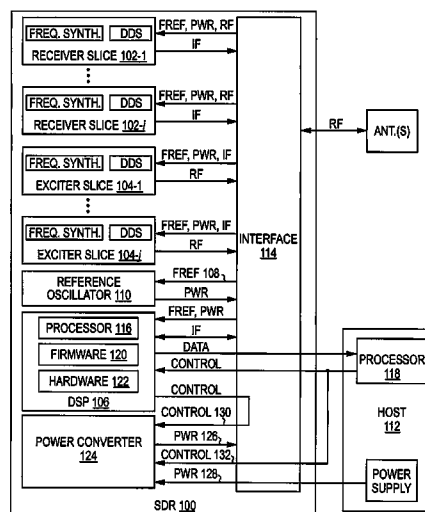 FREQ. SYNTH. DDS
RECEIVER SLICE 102-1
FREF, PWR, RF
IF
FREQ. SYNTH. DDS
RECEIVER SLICE 102-i
FREF, PWR, RF
IF
RF
ANT.(S)
FREQ. SYNTH. DDS
EXCITER SLICE 104-1
FREF, PWR, IF
RF
FREQ. SYNTH. DDS
EXCITER SLICE 104-j
FREF, PWR, IF
RF
INTERFACE
114
REFERENCE
OSCILLATOR
110
FREF 108
PWR
PROCESSOR 116
FIRMWARE 120
HARDWARE 122
DSP 106
FREF, PWR
IF
DATA
CONTROL
CONTROL
CONTROL 130
PROCESSOR
118
HOST
112
POWER CONVERTER
124
PWR 126
CONTROL 132
PWR 128
POWER
SUPPLY
SDR 100